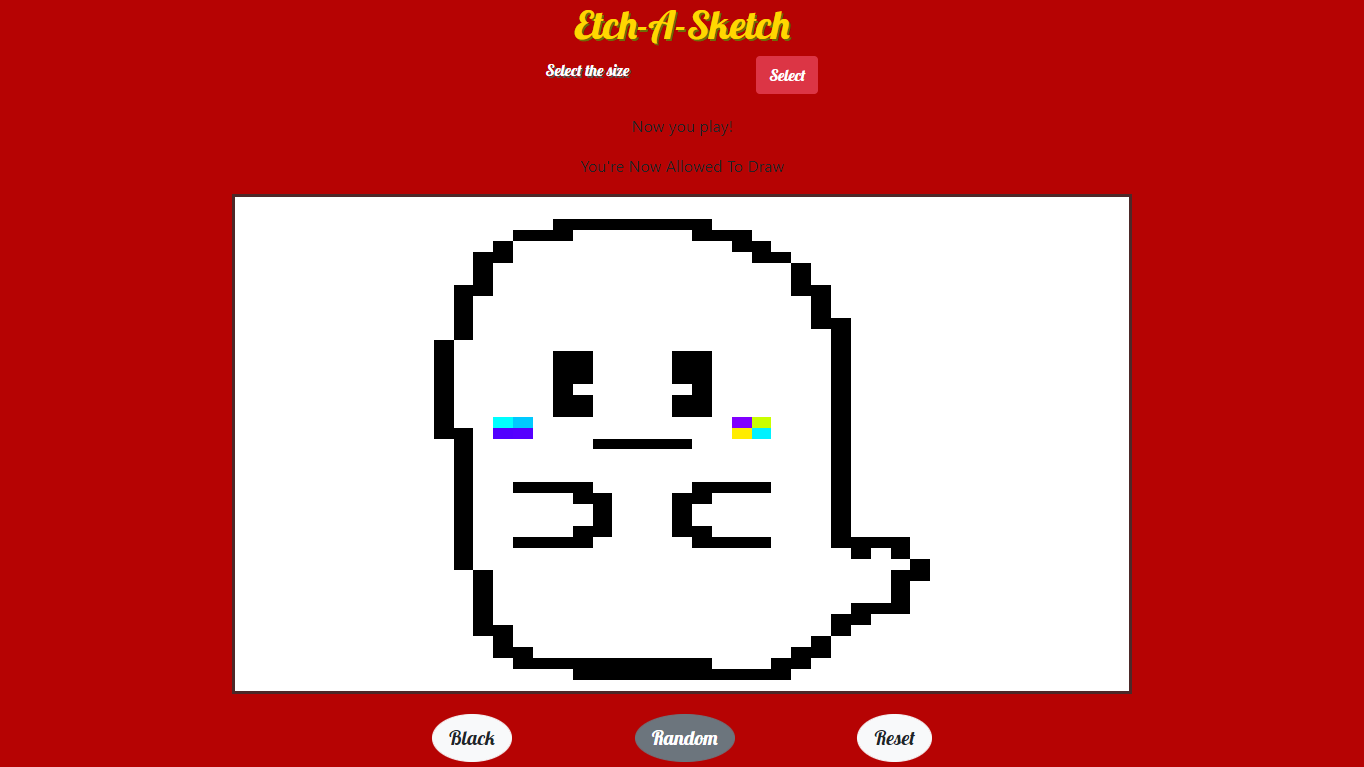 Etch-A-Sketch
Select the size
Select
Now you play!
You're Now Allowed To Draw
Black
Random
Reset